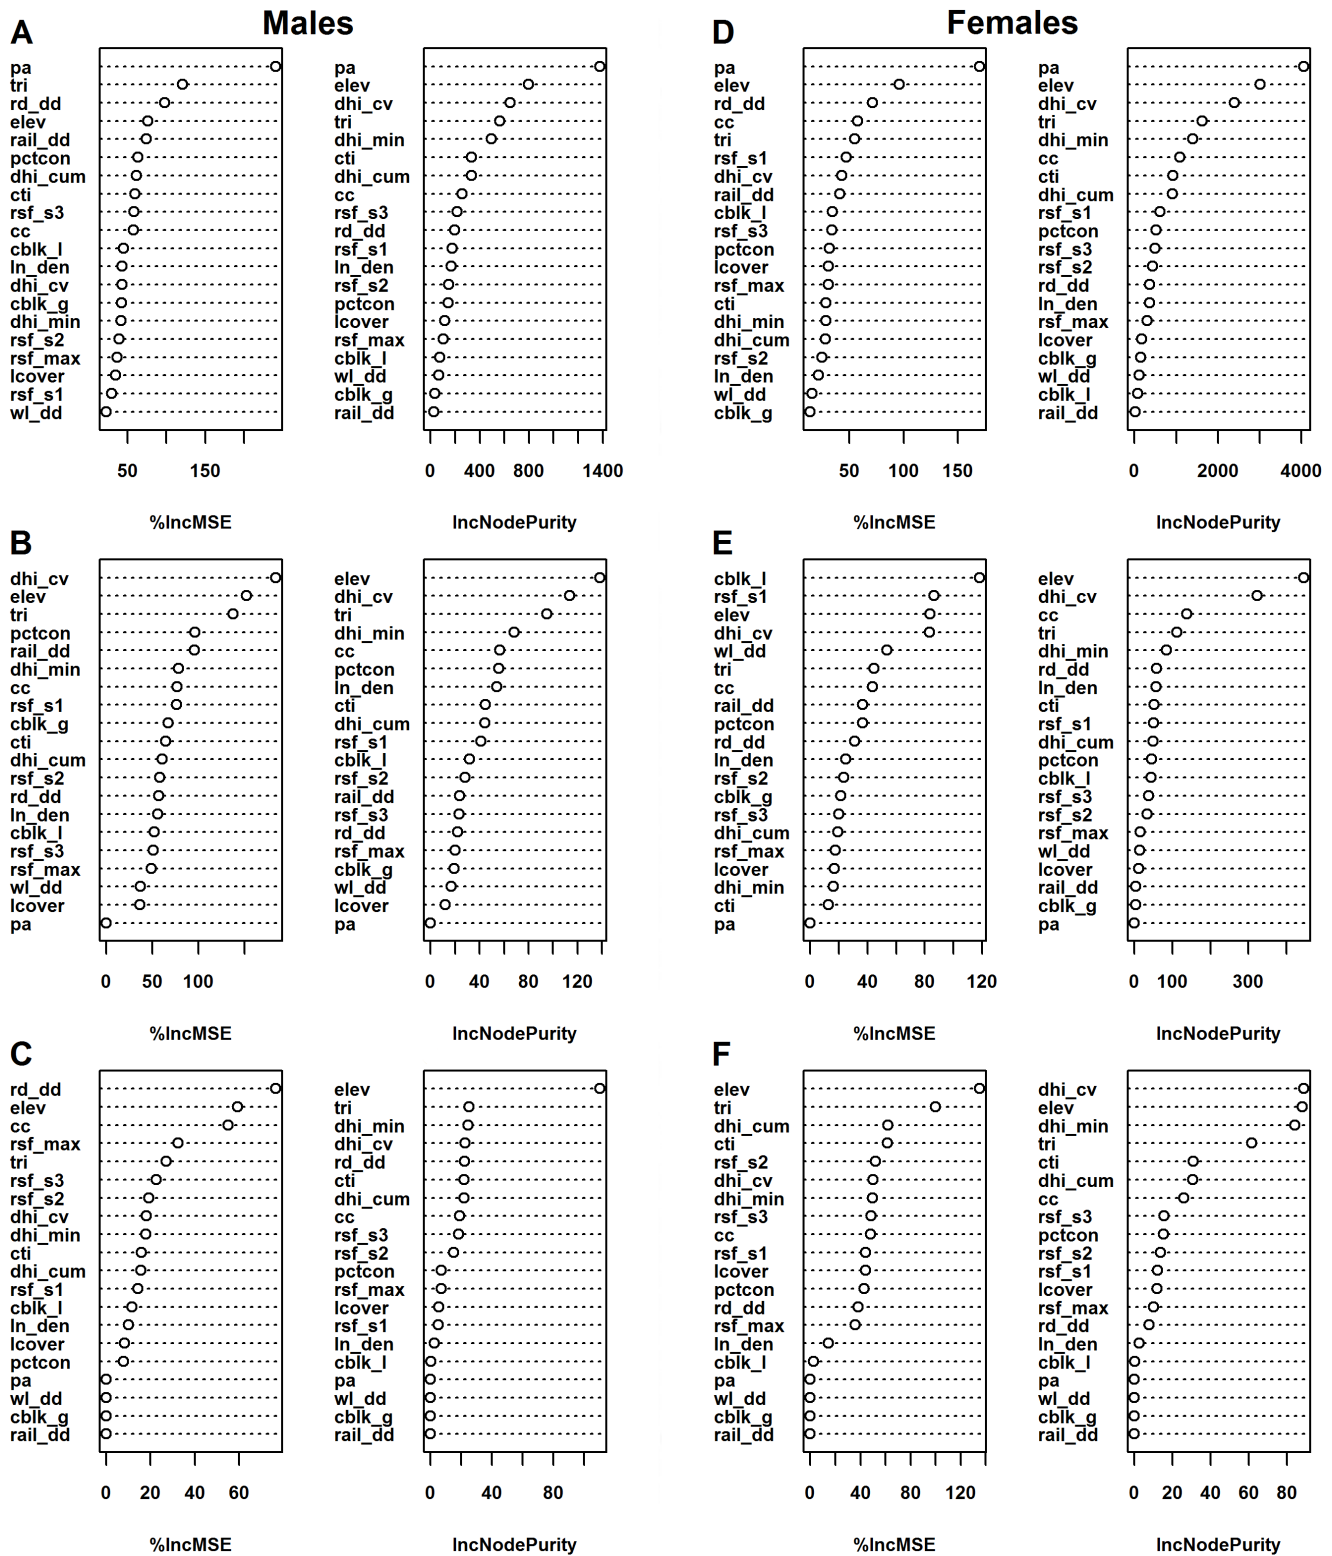 Males
Females
A
pa
tri
rd_dd
elev
rail_dd
pctcon
dhi_cum
cti
rsf_s3
cc
cblk_l
ln_den
dhi_cv
cblk_g
dhi_min
rsf_s2
rsf_max
lcover
rsf_s1
wl_dd
50 150
%IncMSE
pa
elev
dhi_cv
tri
dhi_min
cti
dhi_cum
cc
rsf_s3
rd_dd
rsf_s1
ln_den
rsf_s2
pctcon
lcover
rsf_max
cblk_l
wl_dd
cblk_g
rail_dd
0 400 800 1400
IncNodePurity
D
pa
elev
rd_dd
cc
tri
rsf_s1
dhi_cv
rail_dd
cblk_l
rsf_s3
pctcon
lcover
rsf_max
cti
dhi_min
dhi_cum
rsf_s2
ln_den
wl_dd
cblk_g
50 100 150
%IncMSE
pa
elev
dhi_cv
tri
dhi_min
cc
cti
dhi_cum
rsf_s1
pctcon
rsf_s3
rsf_s2
rd_dd
ln_den
rsf_max
lcover
cblk_g
wl_dd
cblk_l
rail_dd
0 2000 4000
IncNodePurity
B
dhi_cv
elev
tri
pctcon
rail_dd
dhi_min
cc
rsf_s1
cblk_g
cti
dhi_cum
rsf_s2
rd_dd
ln_den
cblk_l
rsf_s3
rsf_max
wl_dd
lcover
pa
0 50 100
%IncMSE
elev
dhi_cv
tri
dhi_min
cc
pctcon
ln_den
cti
dhi_cum
rsf_s1
cblk_l
rsf_s2
rail_dd
rsf_s3
rd_dd
rsf_max
cblk_g
wl_dd
lcover
pa
0 40 80 120
IncNodePurity
E
cblk_l
rsf_s1
elev
dhi_cv
wl_dd
tri
cc
rail_dd
pctcon
rd_dd
ln_den
rsf_s2
cblk_g
rsf_s3
dhi_cum
rsf_max
lcover
dhi_min
cti
pa
0 40 80 120
%IncMSE
elev
dhi_cv
cc
tri
dhi_min
rd_dd
ln_den
cti
rsf_s1
dhi_cum
pctcon
cblk_l
rsf_s3
rsf_s2
rsf_max
wl_dd
lcover
rail_dd
cblk_g
pa
0 100 300
IncNodePurity
C
rd_dd
elev
cc
rsf_max
tri
rsf_s3
rsf_s2
dhi_cv
dhi_min
cti
dhi_cum
rsf_s1
cblk_l
ln_den
lcover
pctcon
pa
wl_dd
cblk_g
rail_dd
0 20 40 60
%IncMSE
elev
tri
dhi_min
dhi_cv
rd_dd
cti
dhi_cum
cc
rsf_s3
rsf_s2
pctcon
rsf_max
lcover
rsf_s1
ln_den
cblk_l
pa
wl_dd
cblk_g
rail_dd
0 40 80
IncNodePurity
F
elev
tri
dhi_cum
cti
rsf_s2
dhi_cv
dhi_min
rsf_s3
cc
rsf_s1
lcover
pctcon
rd_dd
rsf_max
ln_den
cblk_l
pa
wl_dd
cblk_g
rail_dd
0 40 80 120
%IncMSE
dhi_cv
elev
dhi_min
tri
cti
dhi_cum
cc
rsf_s3
pctcon
rsf_s2
rsf_s1
lcover
rsf_max
rd_dd
ln_den
cblk_l
pa
wl_dd
cblk_g
rail_dd
0 20 40 60 80
IncNodePurity